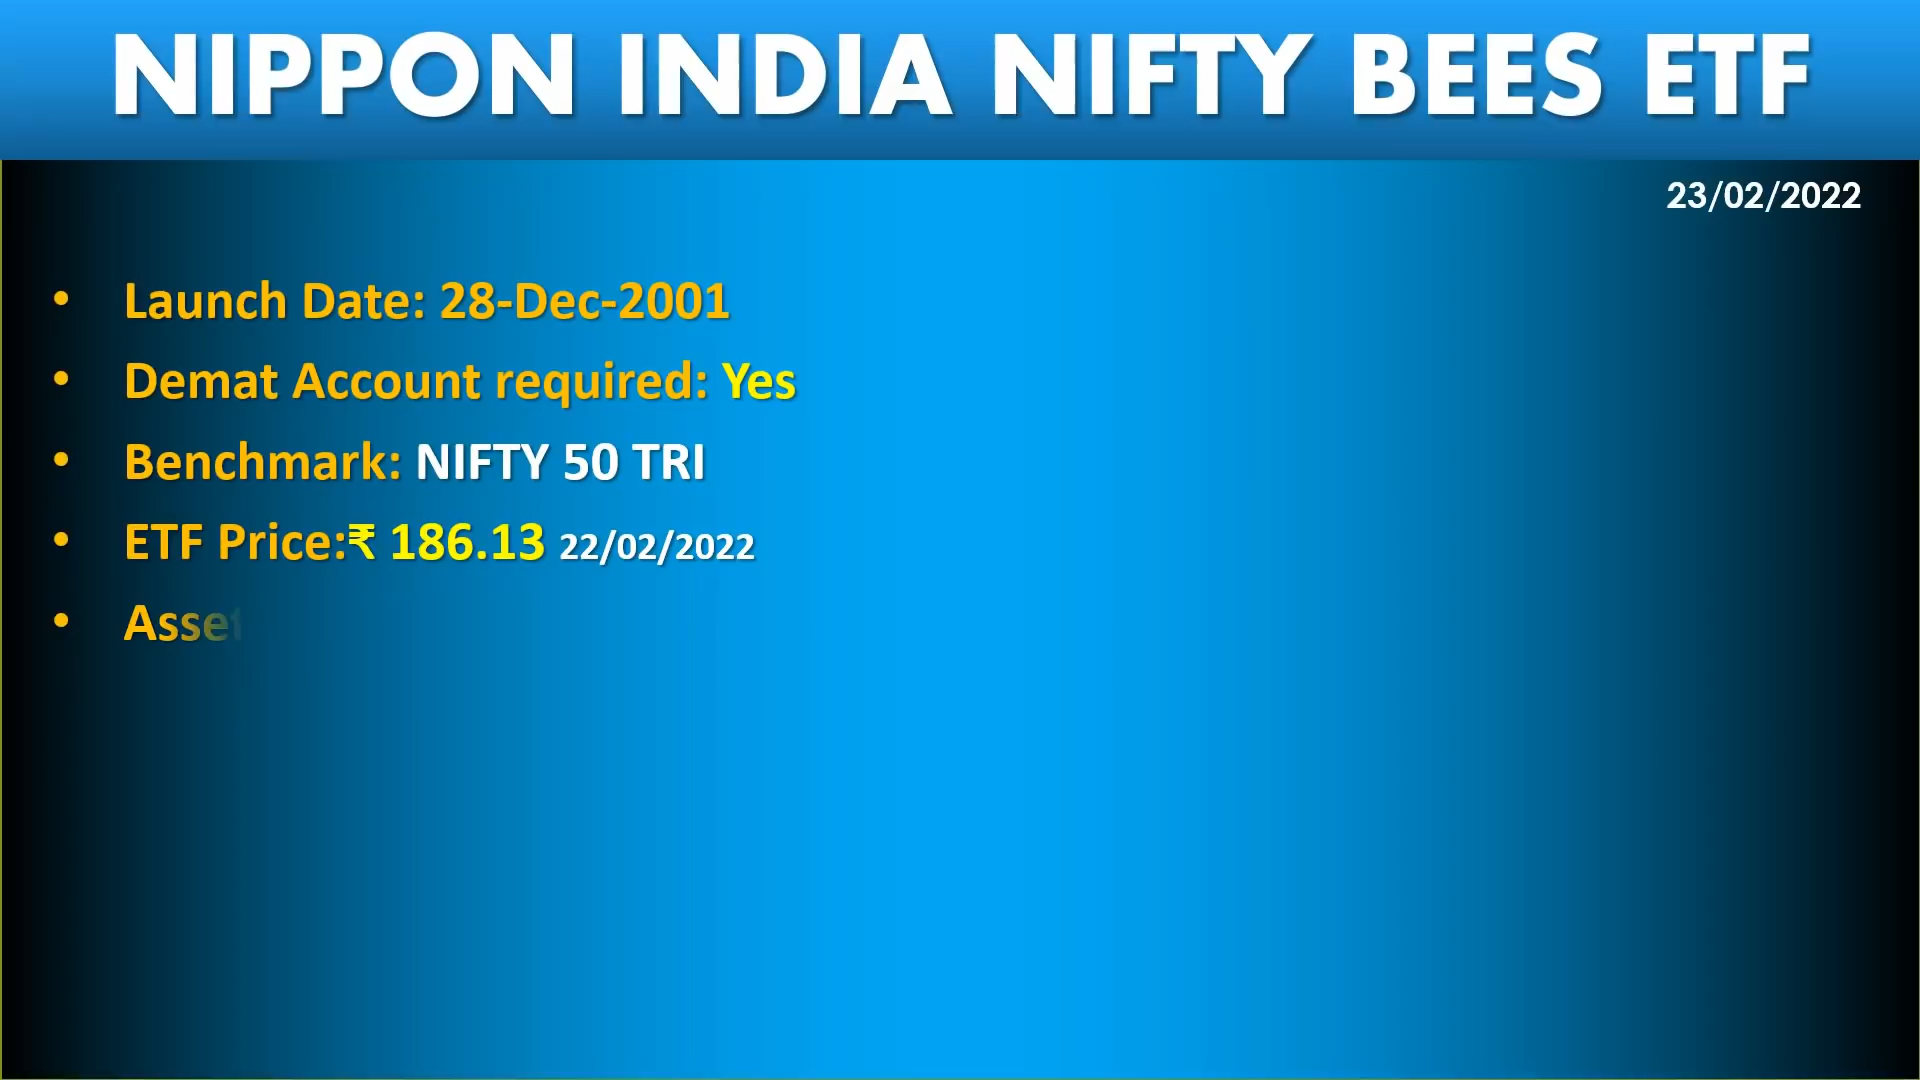 NIPPON INDIA NIFTY BEES ETF
23/02/2022
• Launch Date: 28-Dec-2001
• Demat Account required: Yes
• Benchmark: NIFTY 50 TRI
• ETF Price:₹ 186.13 22/02/2022
• Asset